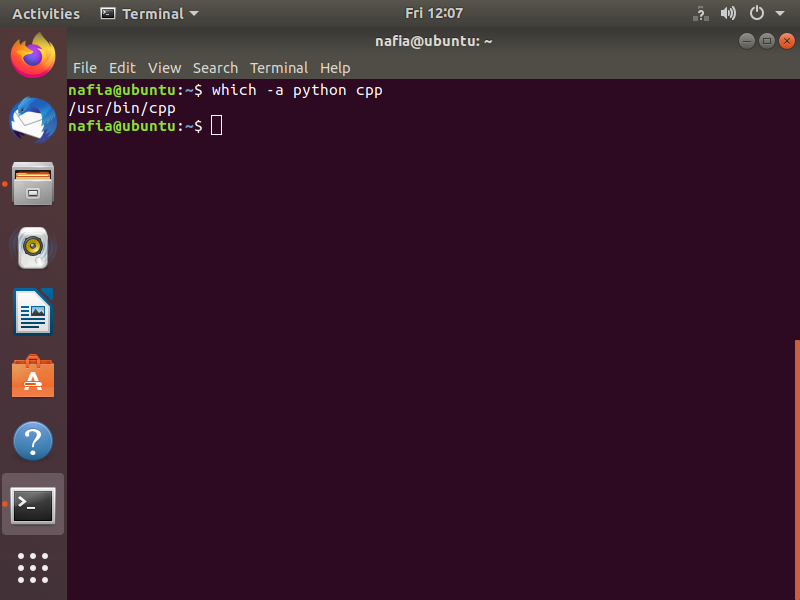 Activities Terminal Fri 12:07
nafia@ubuntu: ~
File Edit View Search Terminal Help
nafia@ubuntu:~$ which -a python cpp
/usr/bin/cpp
nafia@ubuntu:~$